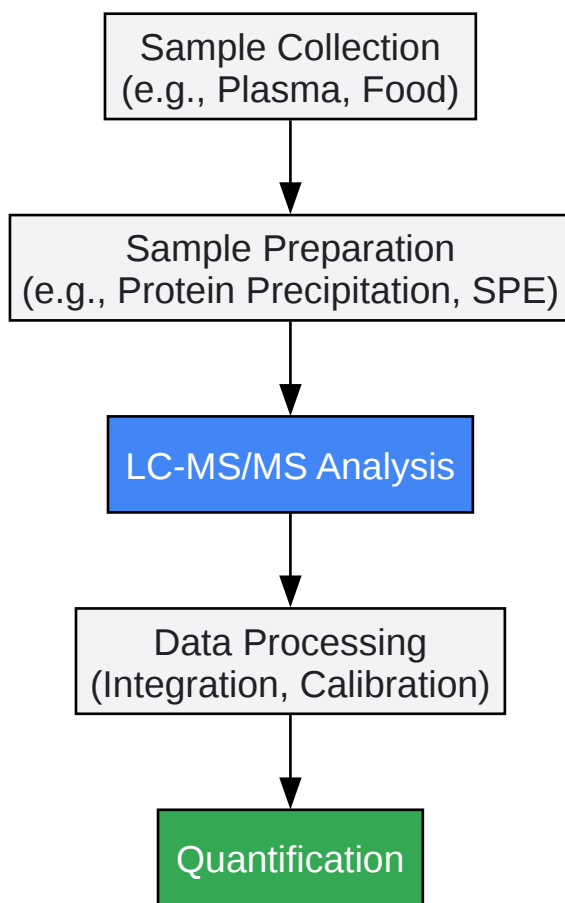 Sample Collection
(e.g., Plasma, Food)
Sample Preparation
(e.g., Protein Precipitation, SPE)
LC-MS/MS Analysis
Data Processing
(Integration, Calibration)
Quantification